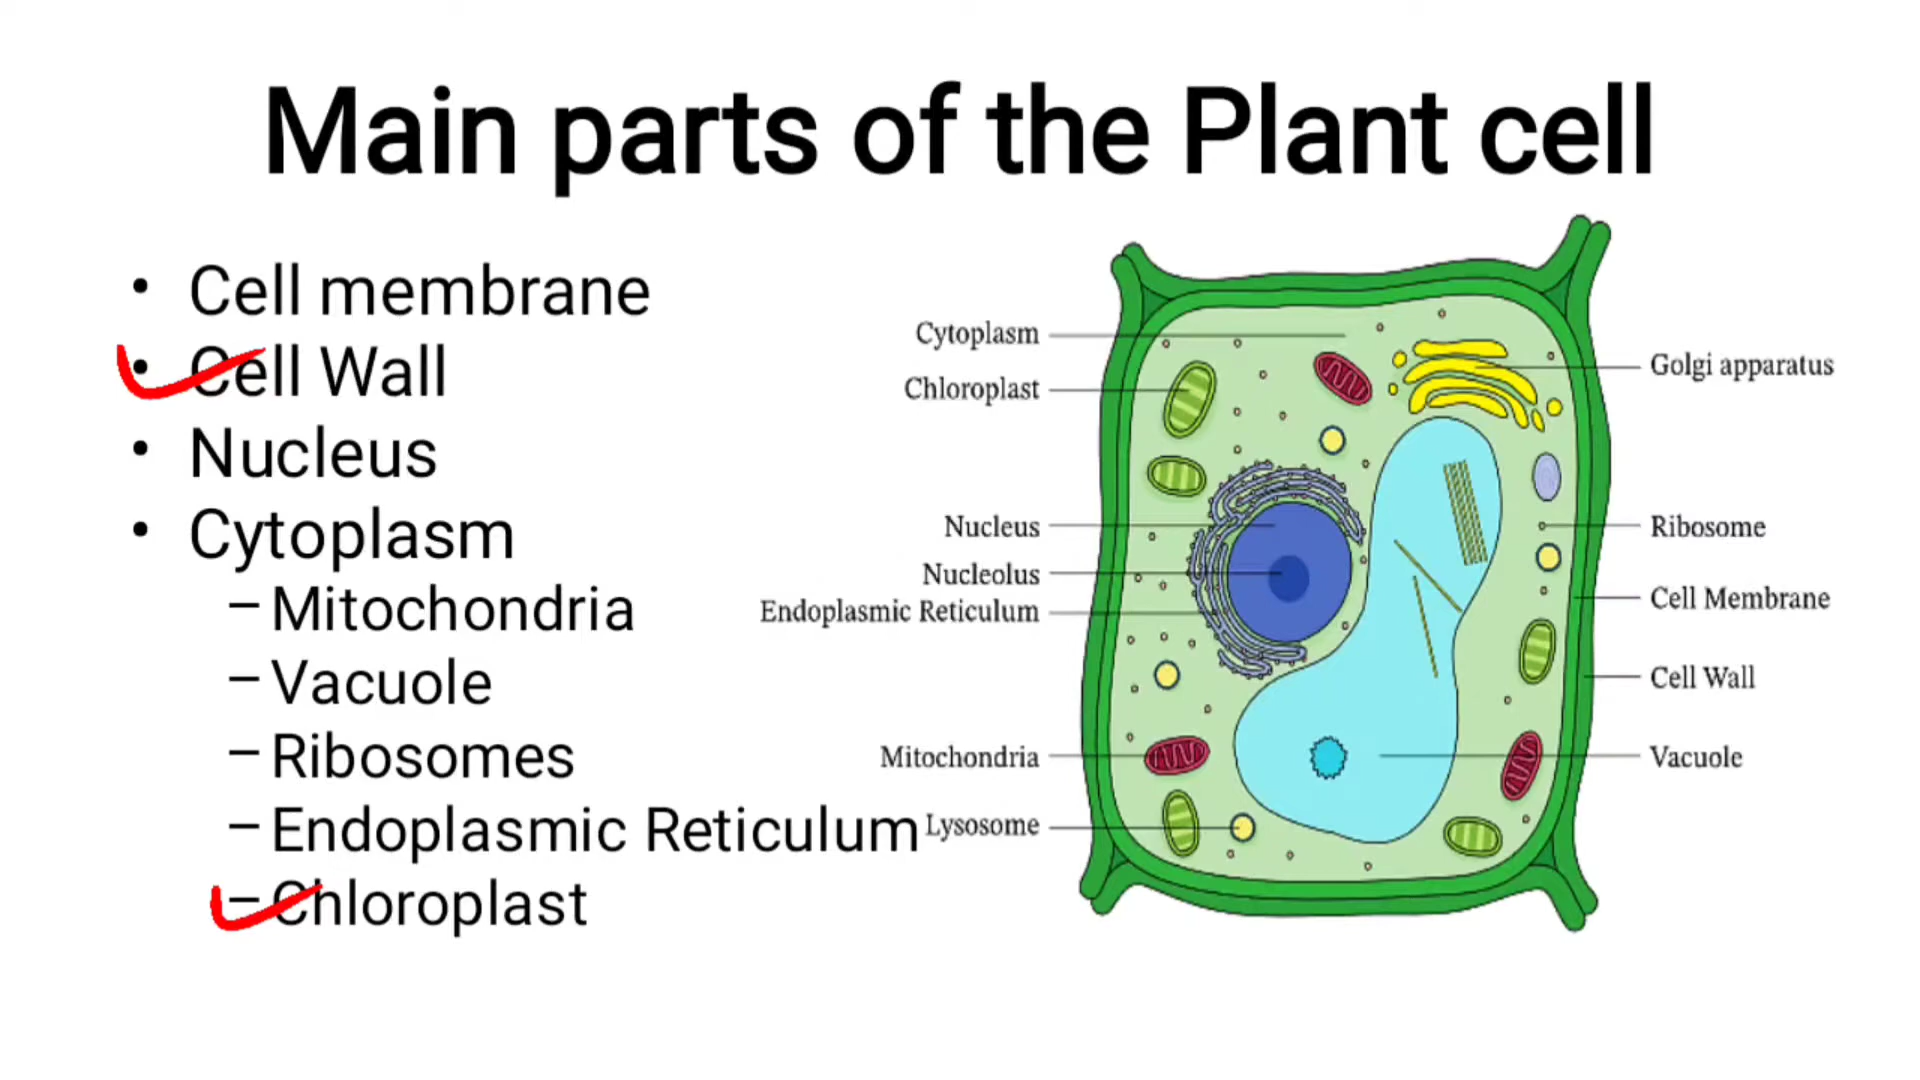 Main parts of the Plant cell
• Cell membrane
• Cell Wall
• Nucleus
• Cytoplasm
– Mitochondria
– Vacuole
– Ribosomes
– Endoplasmic Reticulum
– Chloroplast
Cytoplasm
Chloroplast
Nucleus
Nucleolus
Endoplasmic Reticulum
Mitochondria
Lysosome
Golgi apparatus
Ribosome
Cell Membrane
Cell Wall
Vacuole